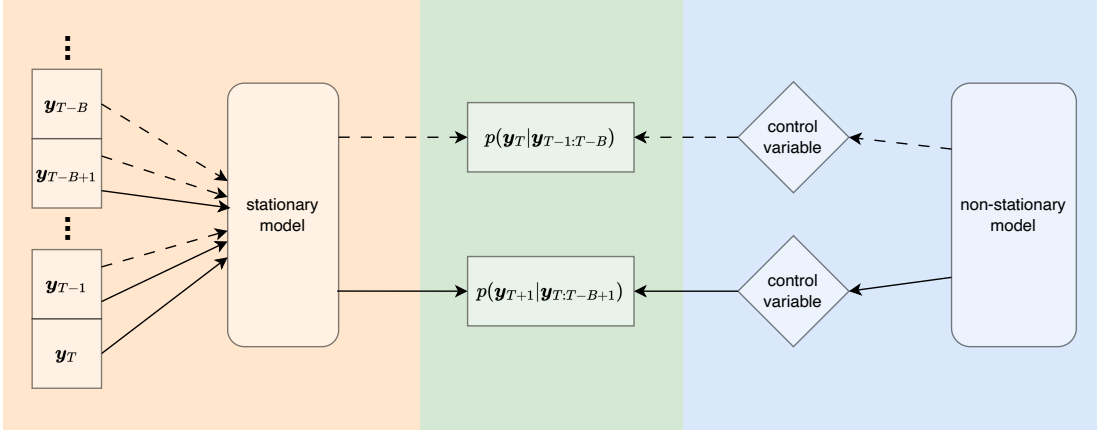 ⋮
𝒚_{T−B}
𝒚_{T−B+1}
⋮
𝒚_{T−1}
𝒚_T
stationary
model
p(𝒚_T|𝒚_{T−1:T−B})
p(𝒚_{T+1}|𝒚_{T:T−B+1})
control
variable
control
variable
non-stationary
model